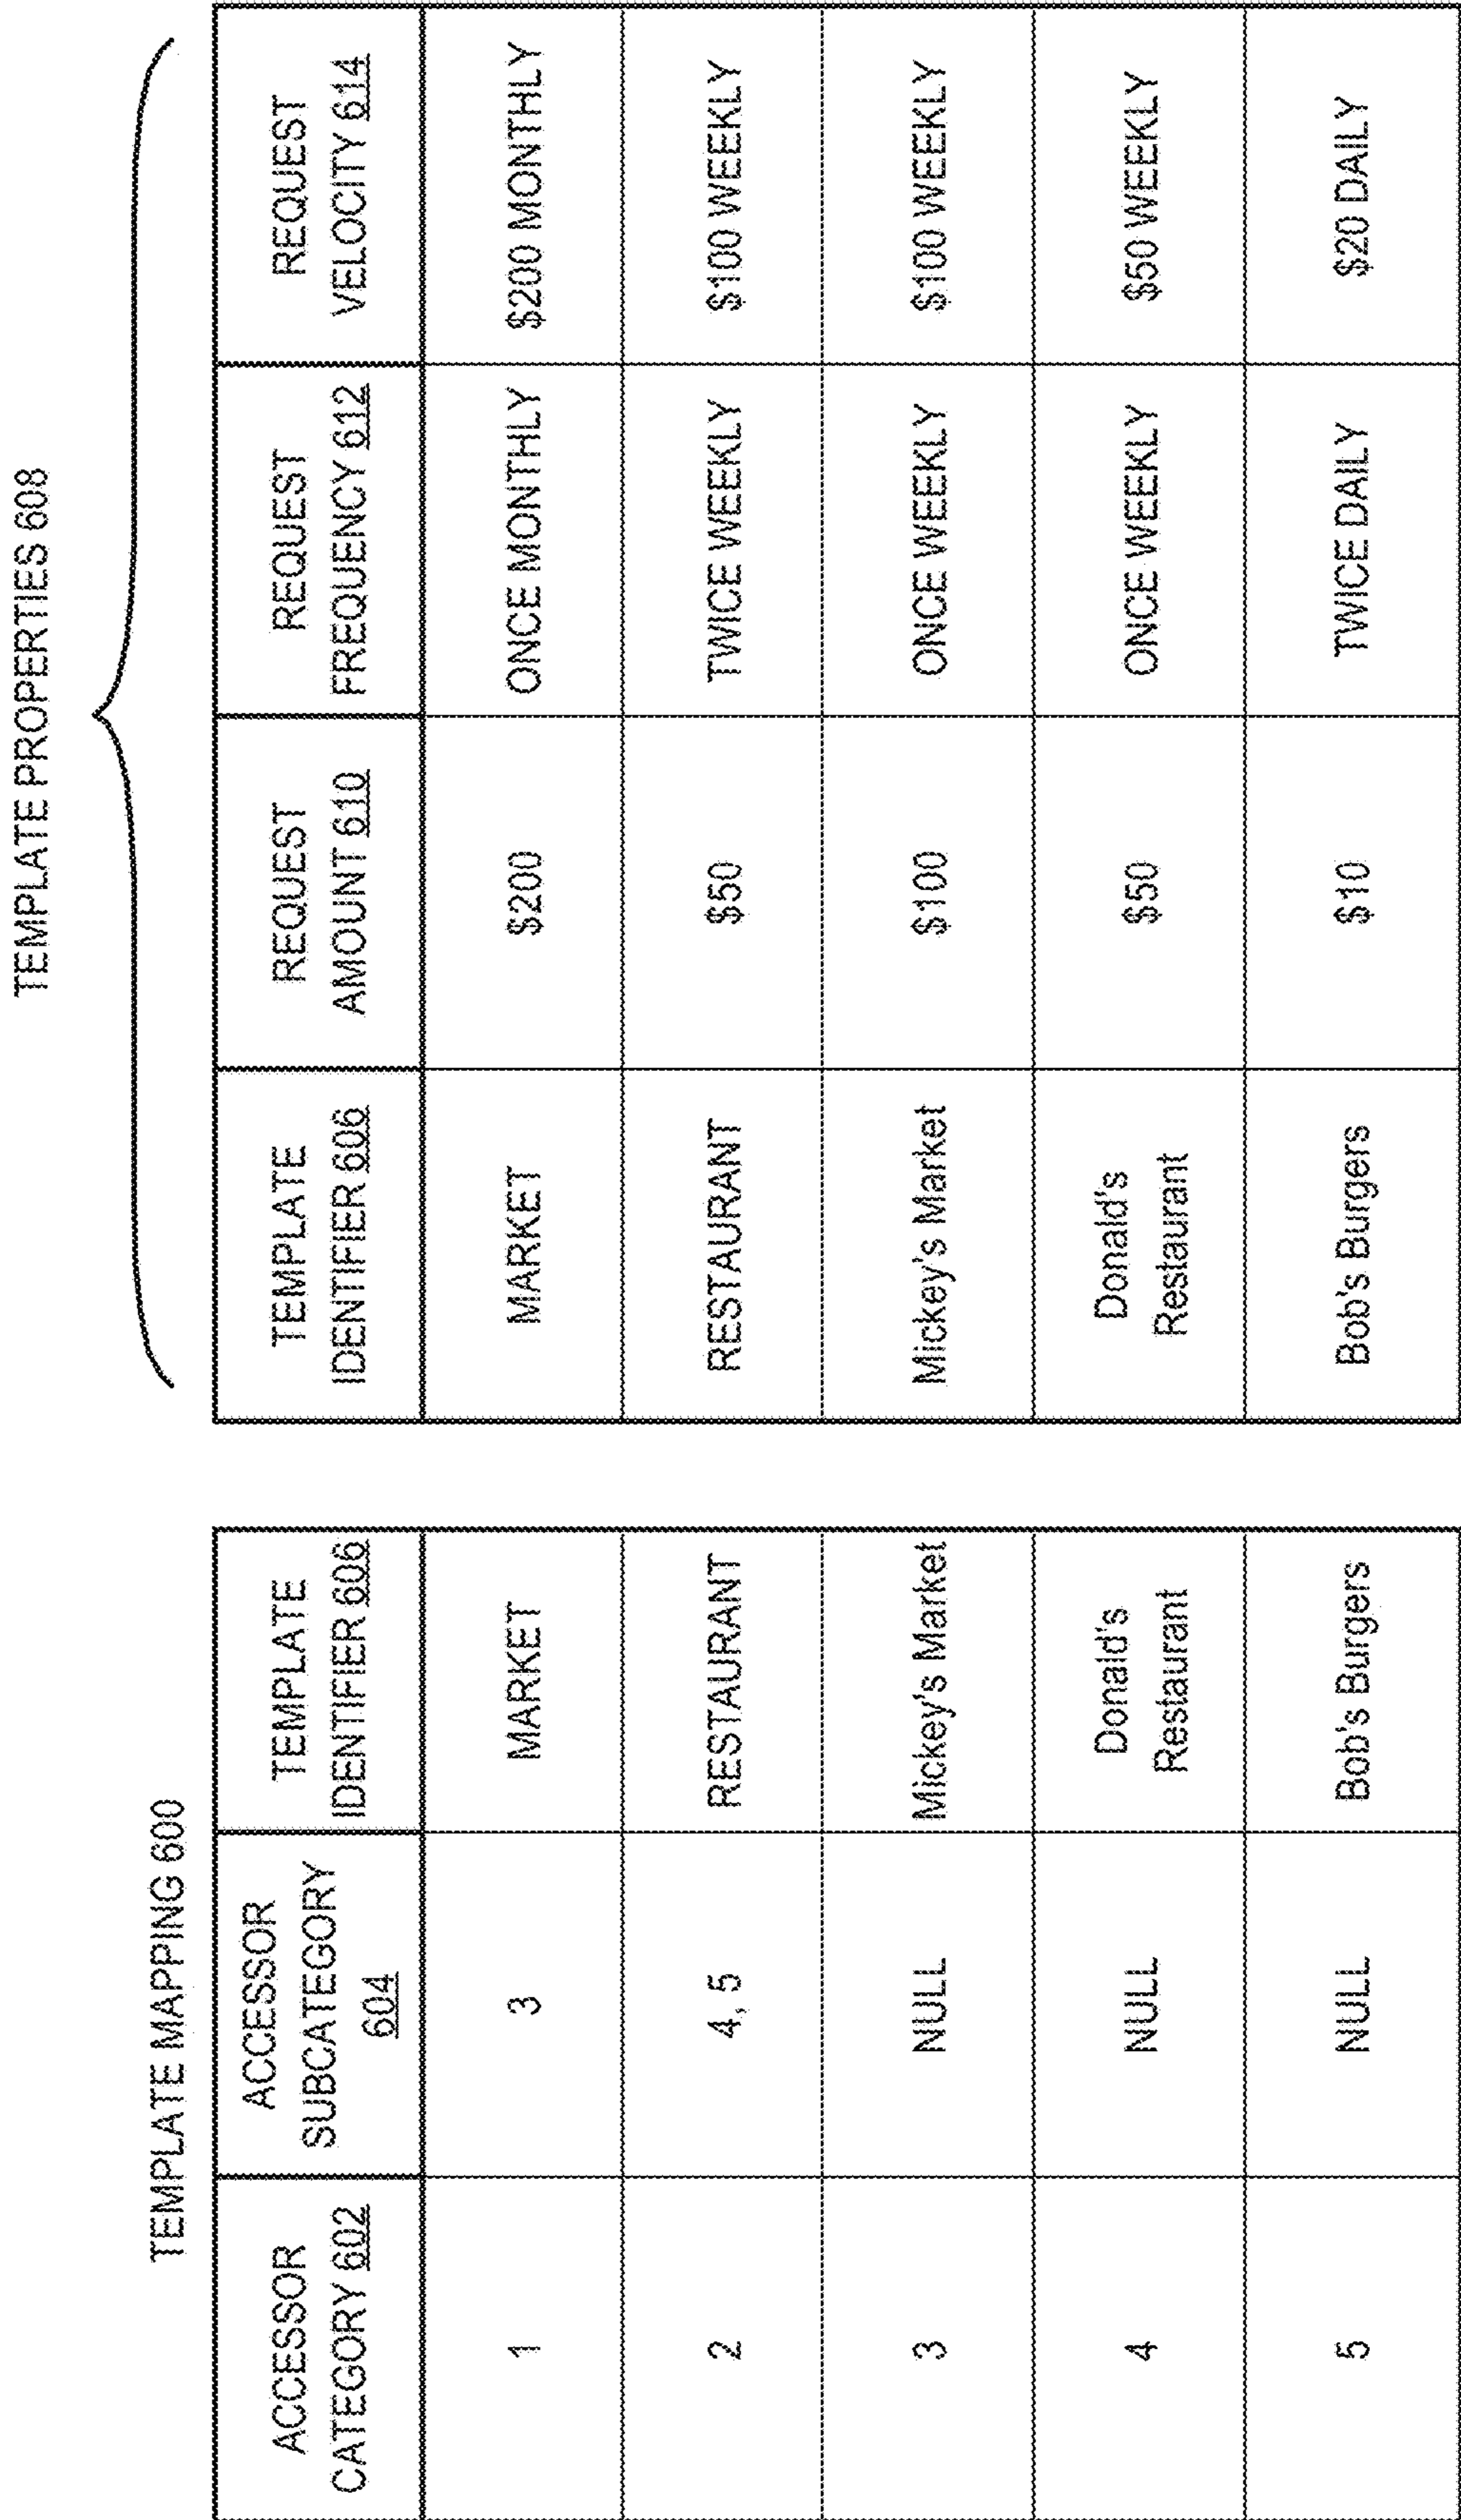 TEMPLATE MAPPING 600
ACCESSOR
CATEGORY 602
ACCESSOR
SUBCATEGORY
604
TEMPLATE
IDENTIFIER 606
1
3
MARKET
2
4, 5
RESTAURANT
3
NULL
Mickey's Market
4
NULL
Donald's
Restaurant
5
NULL
Bob's Burgers
TEMPLATE PROPERTIES 608
TEMPLATE
IDENTIFIER 606
REQUEST
AMOUNT 610
REQUEST
FREQUENCY 612
REQUEST
VELOCITY 614
MARKET
$200
ONCE MONTHLY
$200 MONTHLY
RESTAURANT
$50
TWICE WEEKLY
$100 WEEKLY
Mickey's Market
$100
ONCE WEEKLY
$100 WEEKLY
Donald's
Restaurant
$50
ONCE WEEKLY
$50 WEEKLY
Bob's Burgers
$10
TWICE DAILY
$20 DAILY